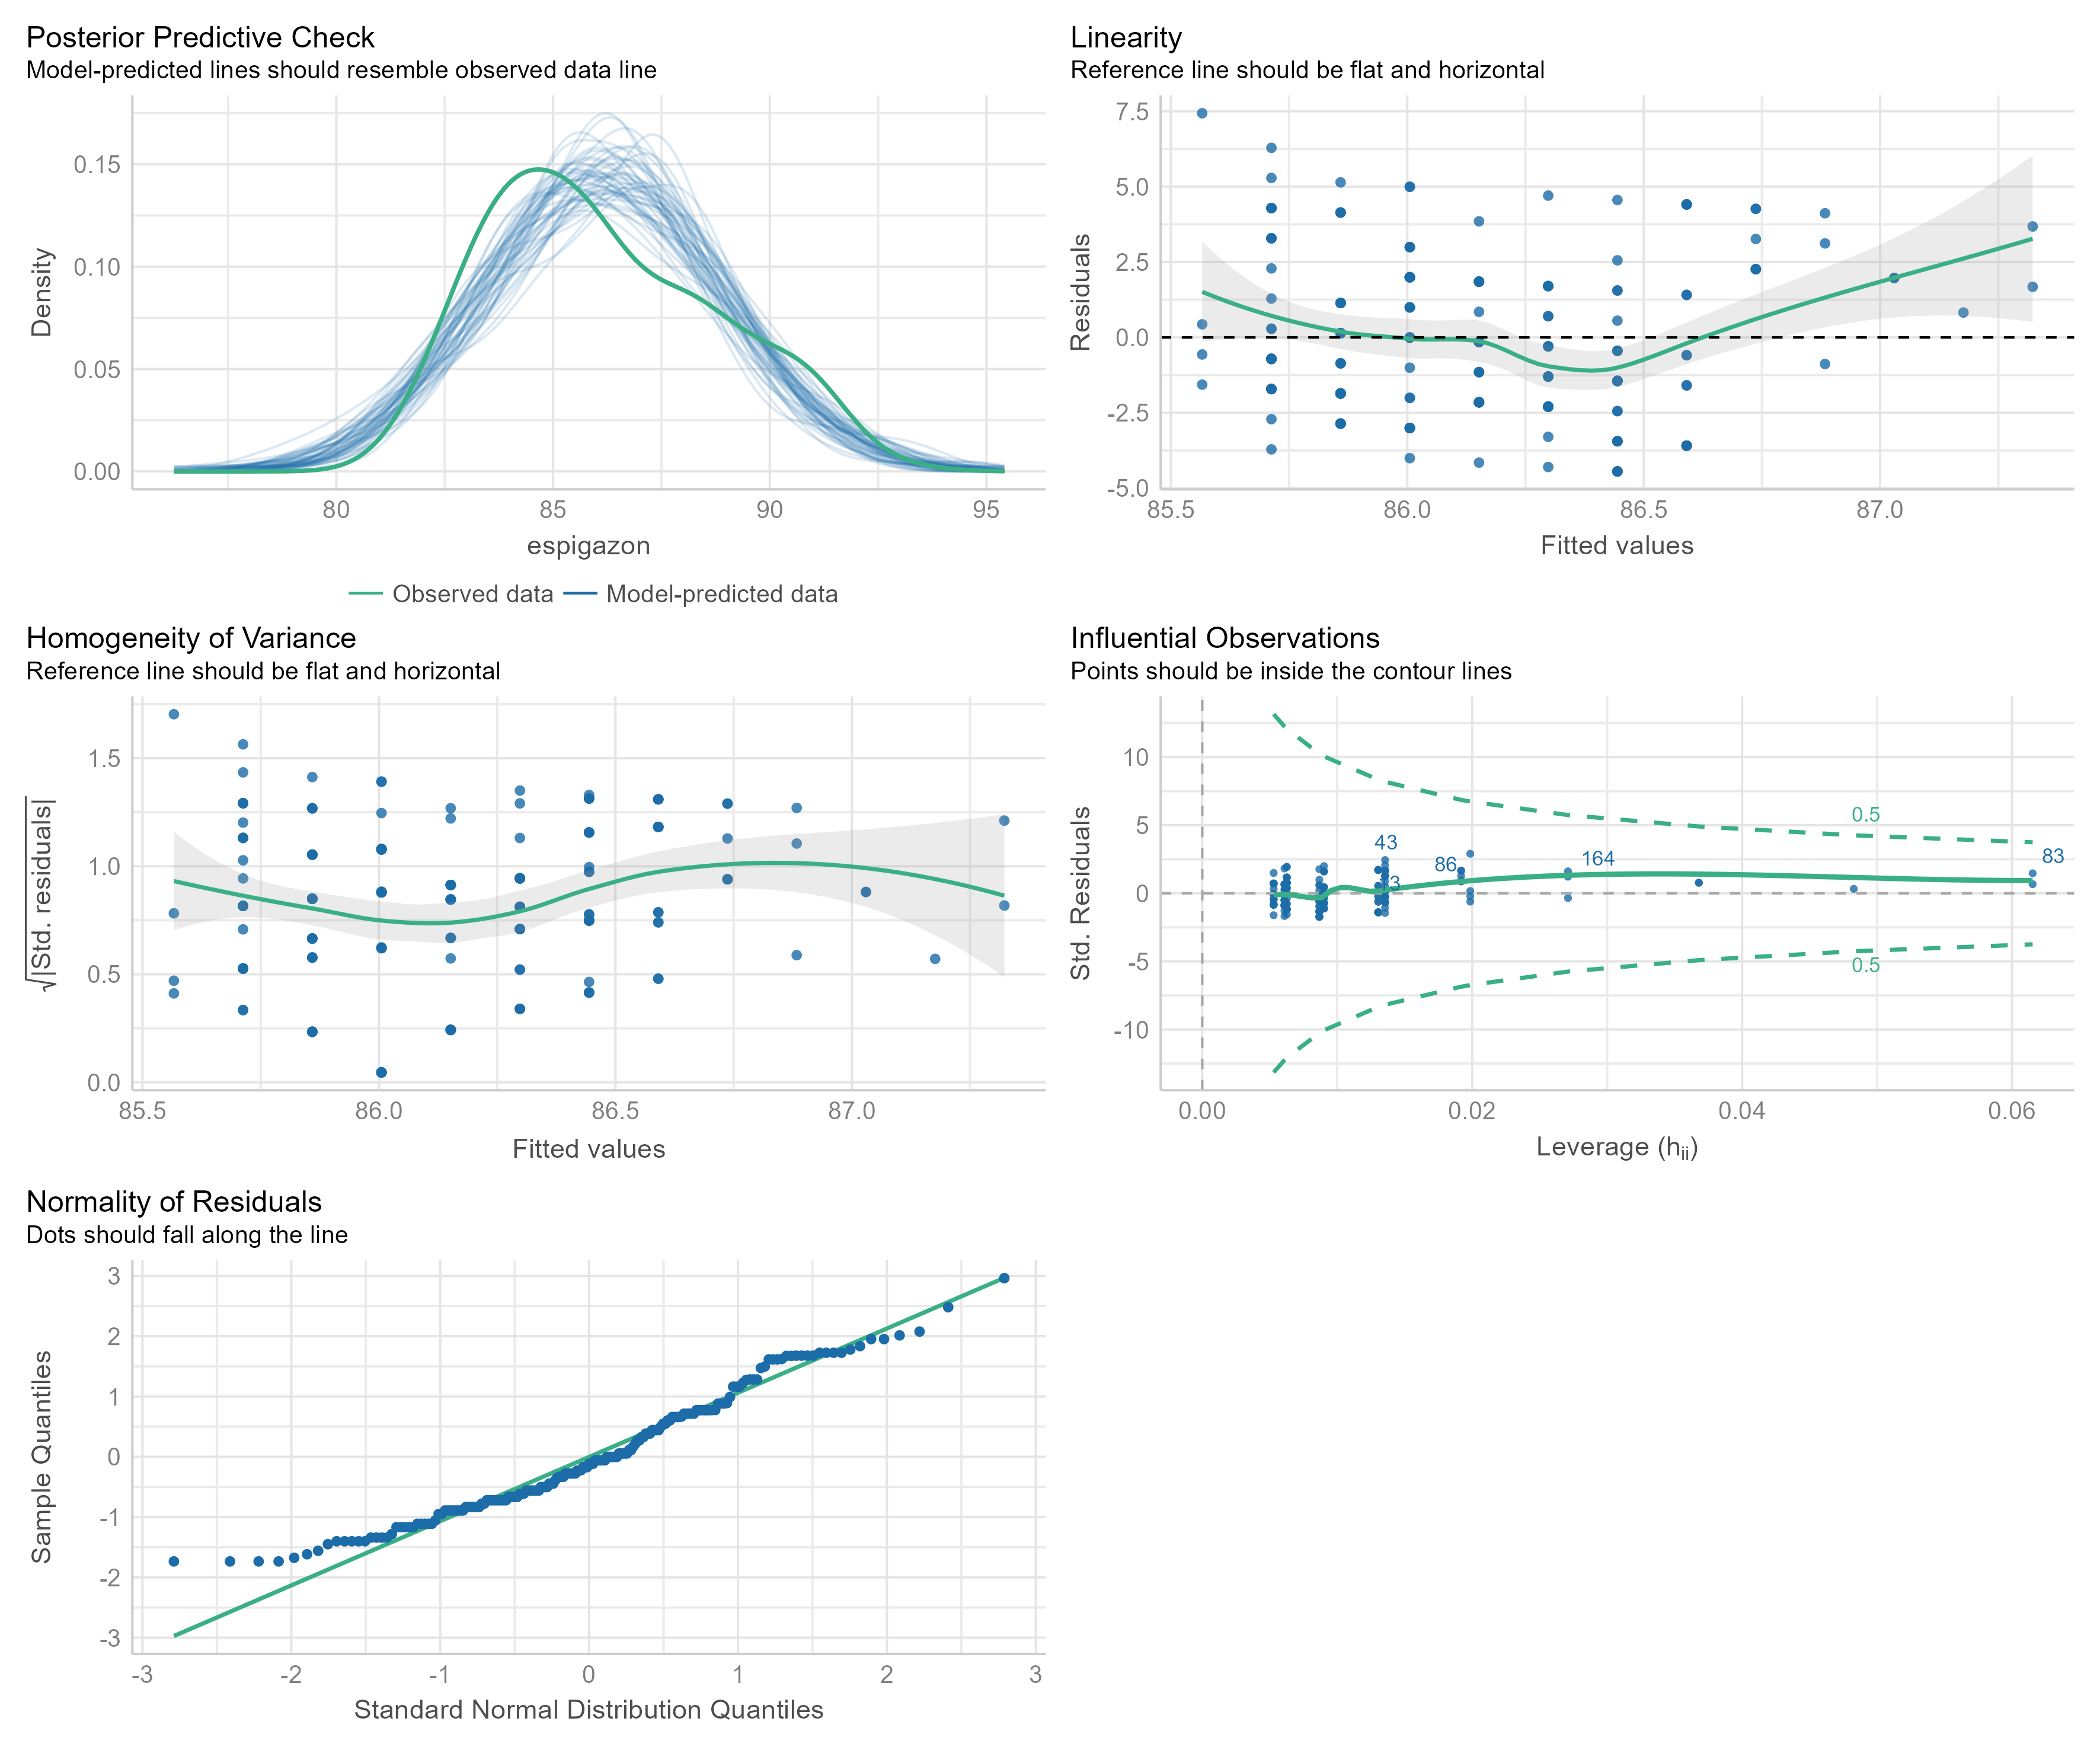 Posterior Predictive Check
Model-predicted lines should resemble observed data line
Density
0.15
0.10
0.05
0.00
80
85
90
95
espigazon
Observed data
Model-predicted data
Linearity
Reference line should be flat and horizontal
Residuals
7.5
5.0
2.5
0.0
-2.5
-5.0
85.5
86.0
86.5
87.0
Fitted values
Homogeneity of Variance
Reference line should be flat and horizontal
√|Std. residuals|
1.5
1.0
0.5
0.0
85.5
86.0
86.5
87.0
Fitted values
Influential Observations
Points should be inside the contour lines
Std. Residuals
10
5
0
-5
-10
0.5
43
86
164
83
0.5
0.00
0.02
0.04
0.06
Leverage (hii)
Normality of Residuals
Dots should fall along the line
Sample Quantiles
3
2
1
0
-1
-2
-3
-3
-2
-1
0
1
2
3
Standard Normal Distribution Quantiles